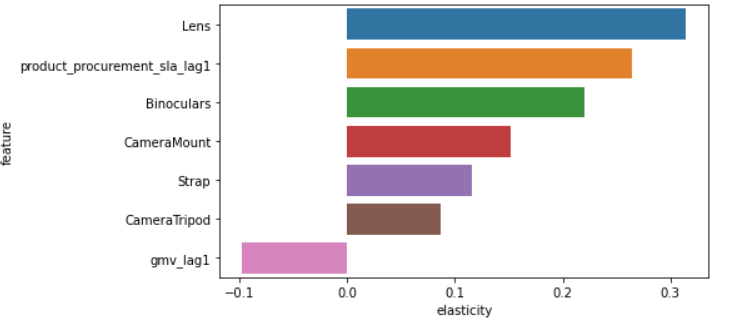 Lens
product_procurement_sla_lag1
Binoculars
CameraMount
Strap
CameraTripod
gmv_lag1
feature
−0.1 0.0 0.1 0.2 0.3
elasticity